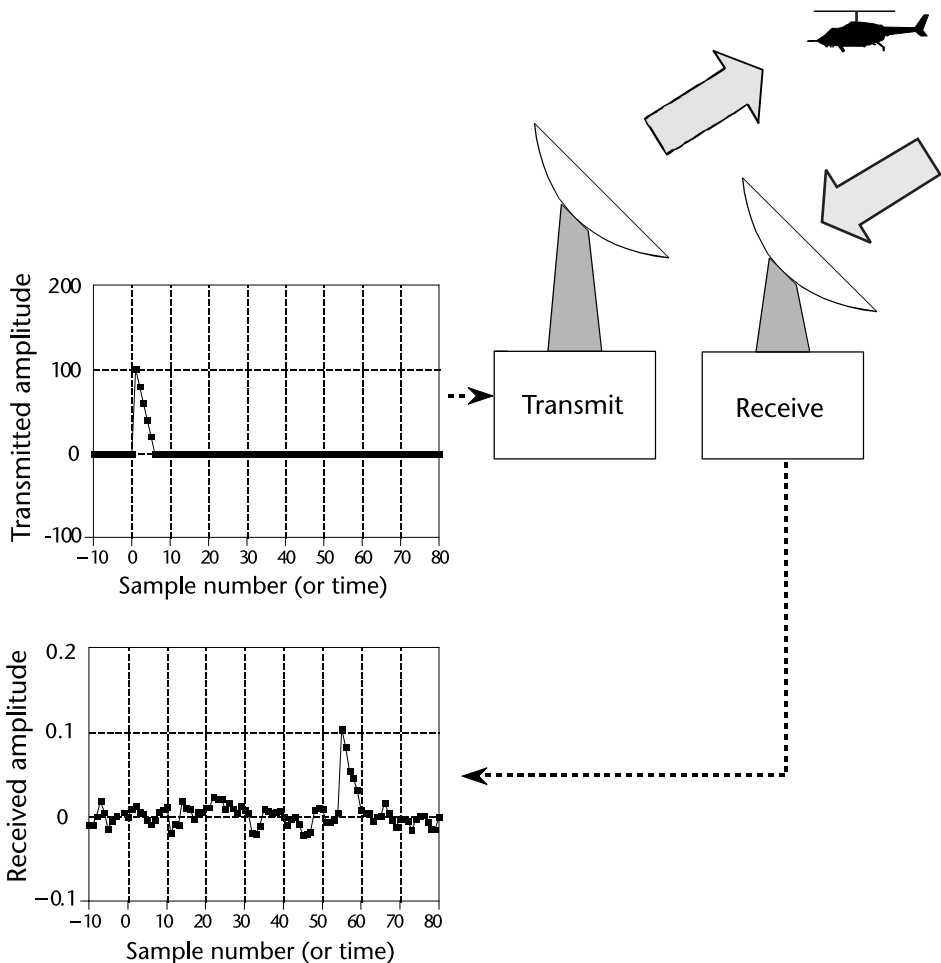 Transmitted amplitude
200
100
0
-100
−10 0 10 20 30 40 50 60 70 80
Sample number (or time)
Transmit
Receive
Received amplitude
0.2
0.1
0
−0.1
−10 0 10 20 30 40 50 60 70 80
Sample number (or time)